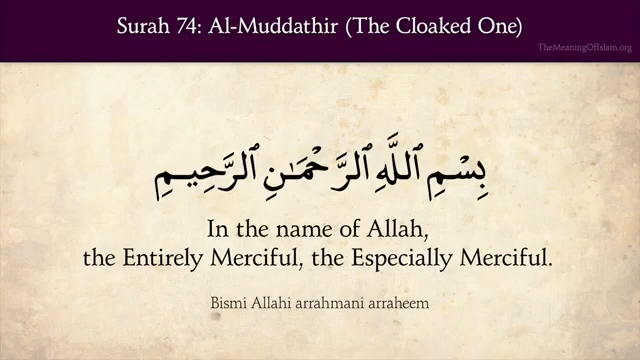 Surah 74: Al-Muddathir (The Cloaked One)
TheMeaningOfIslam.org
بِسْمِ ٱللَّهِ ٱلرَّحْمَـٰنِ ٱلرَّحِيمِ
In the name of Allah,
the Entirely Merciful, the Especially Merciful.
Bismi Allahi arrahmani arraheem